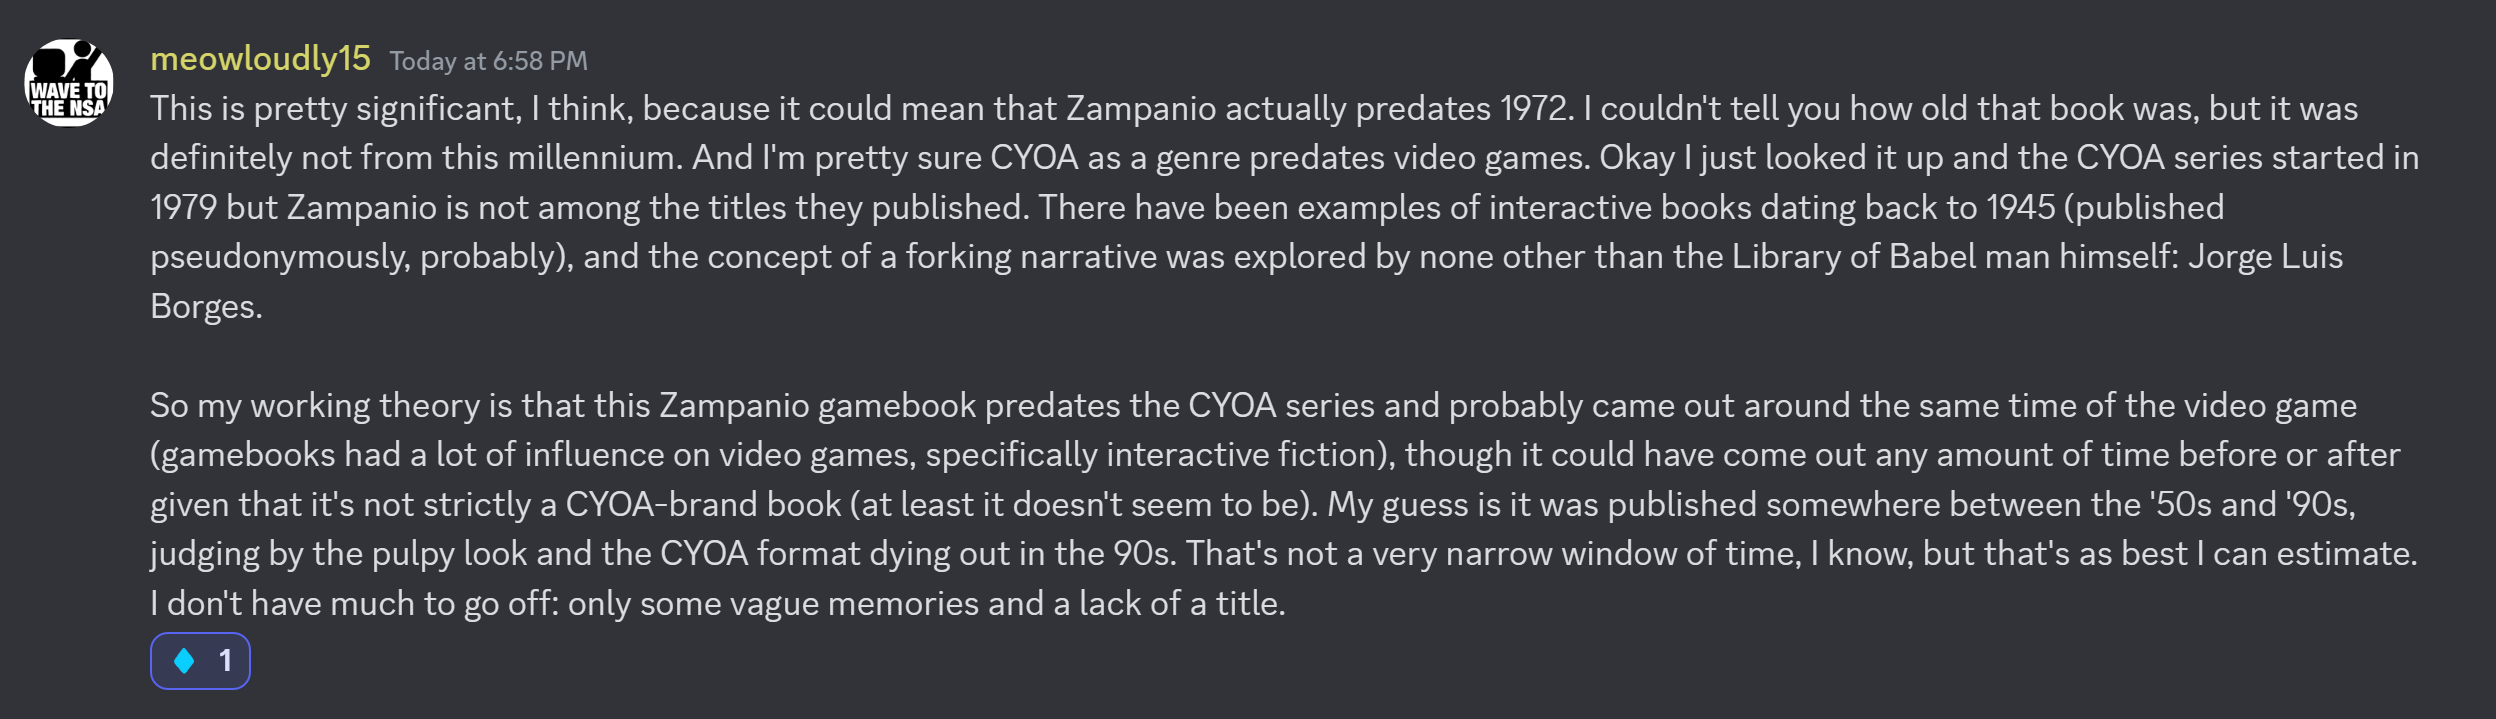 meowloudly15 Today at 6:58 PM
WAVE TO
THE NSA
This is pretty significant, I think, because it could mean that Zampanio actually predates 1972. I couldn't tell you how old that book was, but it was
definitely not from this millennium. And I'm pretty sure CYOA as a genre predates video games. Okay I just looked it up and the CYOA series started in
1979 but Zampanio is not among the titles they published. There have been examples of interactive books dating back to 1945 (published
pseudonymously, probably), and the concept of a forking narrative was explored by none other than the Library of Babel man himself: Jorge Luis
Borges.
So my working theory is that this Zampanio gamebook predates the CYOA series and probably came out around the same time of the video game
(gamebooks had a lot of influence on video games, specifically interactive fiction), though it could have come out any amount of time before or after
given that it's not strictly a CYOA-brand book (at least it doesn't seem to be). My guess is it was published somewhere between the '50s and '90s,
judging by the pulpy look and the CYOA format dying out in the 90s. That's not a very narrow window of time, I know, but that's as best I can estimate.
I don't have much to go off: only some vague memories and a lack of a title.
1